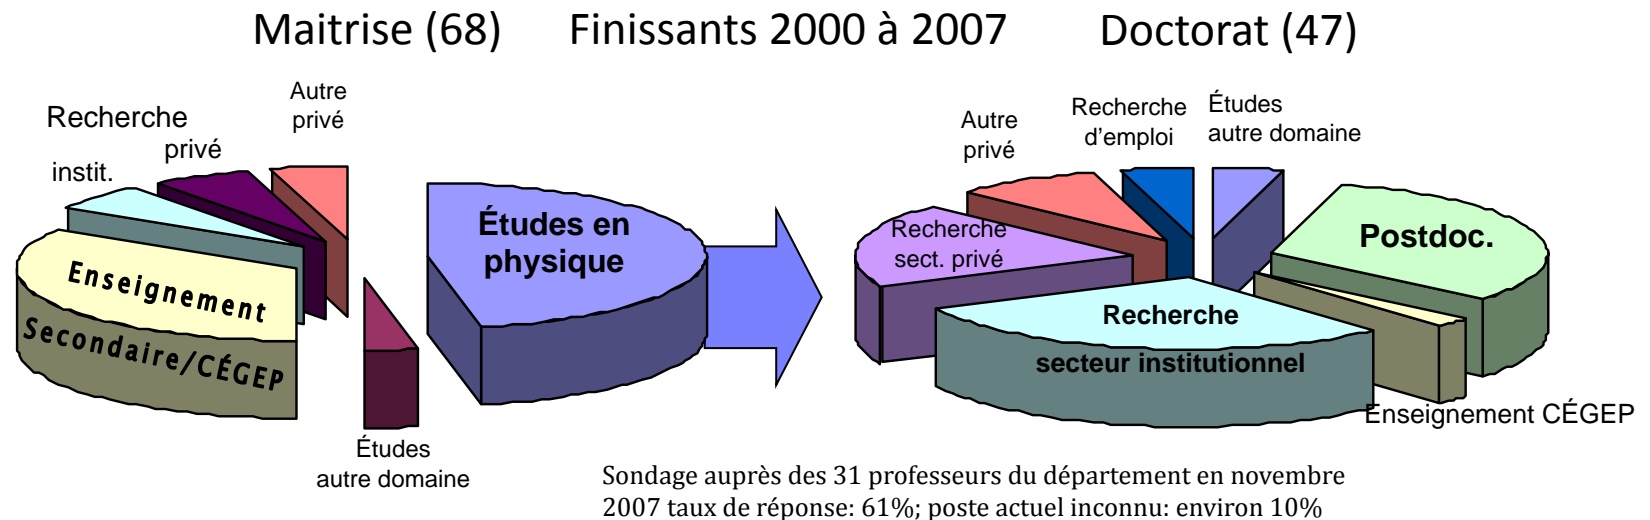 Maitrise (68) Finissants 2000 à 2007 Doctorat (47)
Autre
privé
Recherche
privé
instit.
Enseignement
Secondaire/CÉGEP
Études en
physique
Études
autre domaine
Autre
privé
Recherche
d'emploi
Études
autre domaine
Recherche
sect. privé
Postdoc.
Recherche
secteur institutionnel
Enseignement CÉGEP
Sondage auprès des 31 professeurs du département en novembre
2007 taux de réponse: 61%; poste actuel inconnu: environ 10%